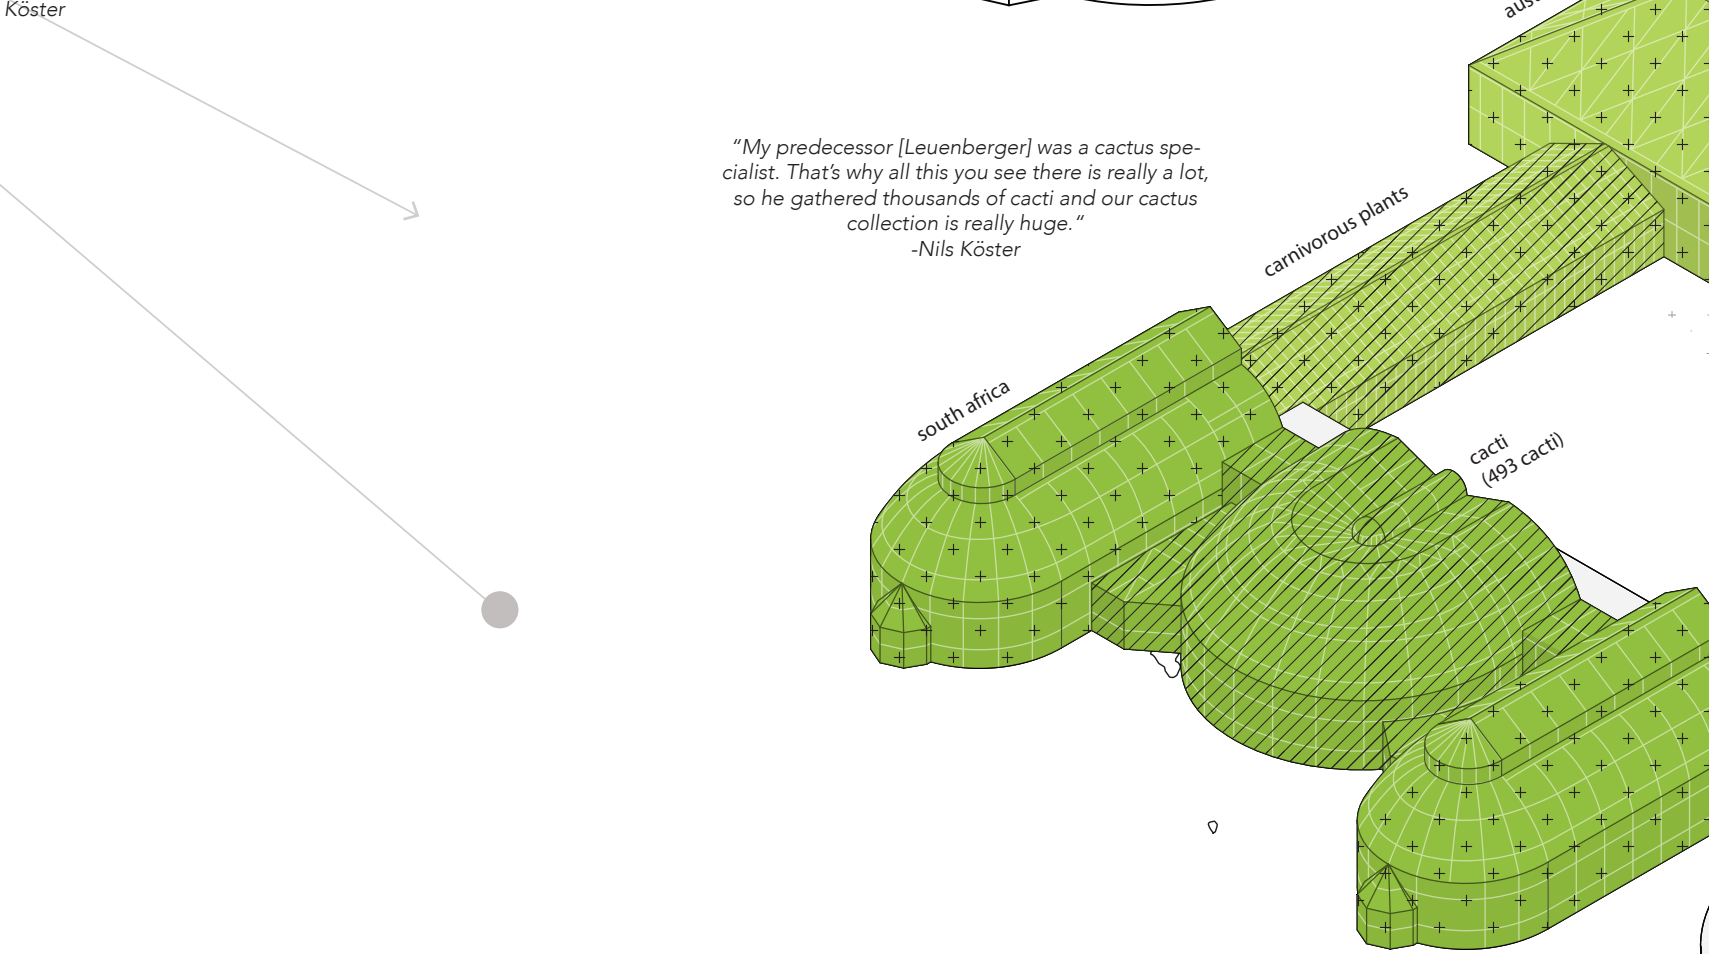 Köster
aus
“My predecessor [Leuenberger] was a cactus spe-
cialist. That’s why all this you see there is really a lot,
so he gathered thousands of cacti and our cactus
collection is really huge.“
-Nils Köster
carnivorous plants
south africa
cacti
(493 cacti)